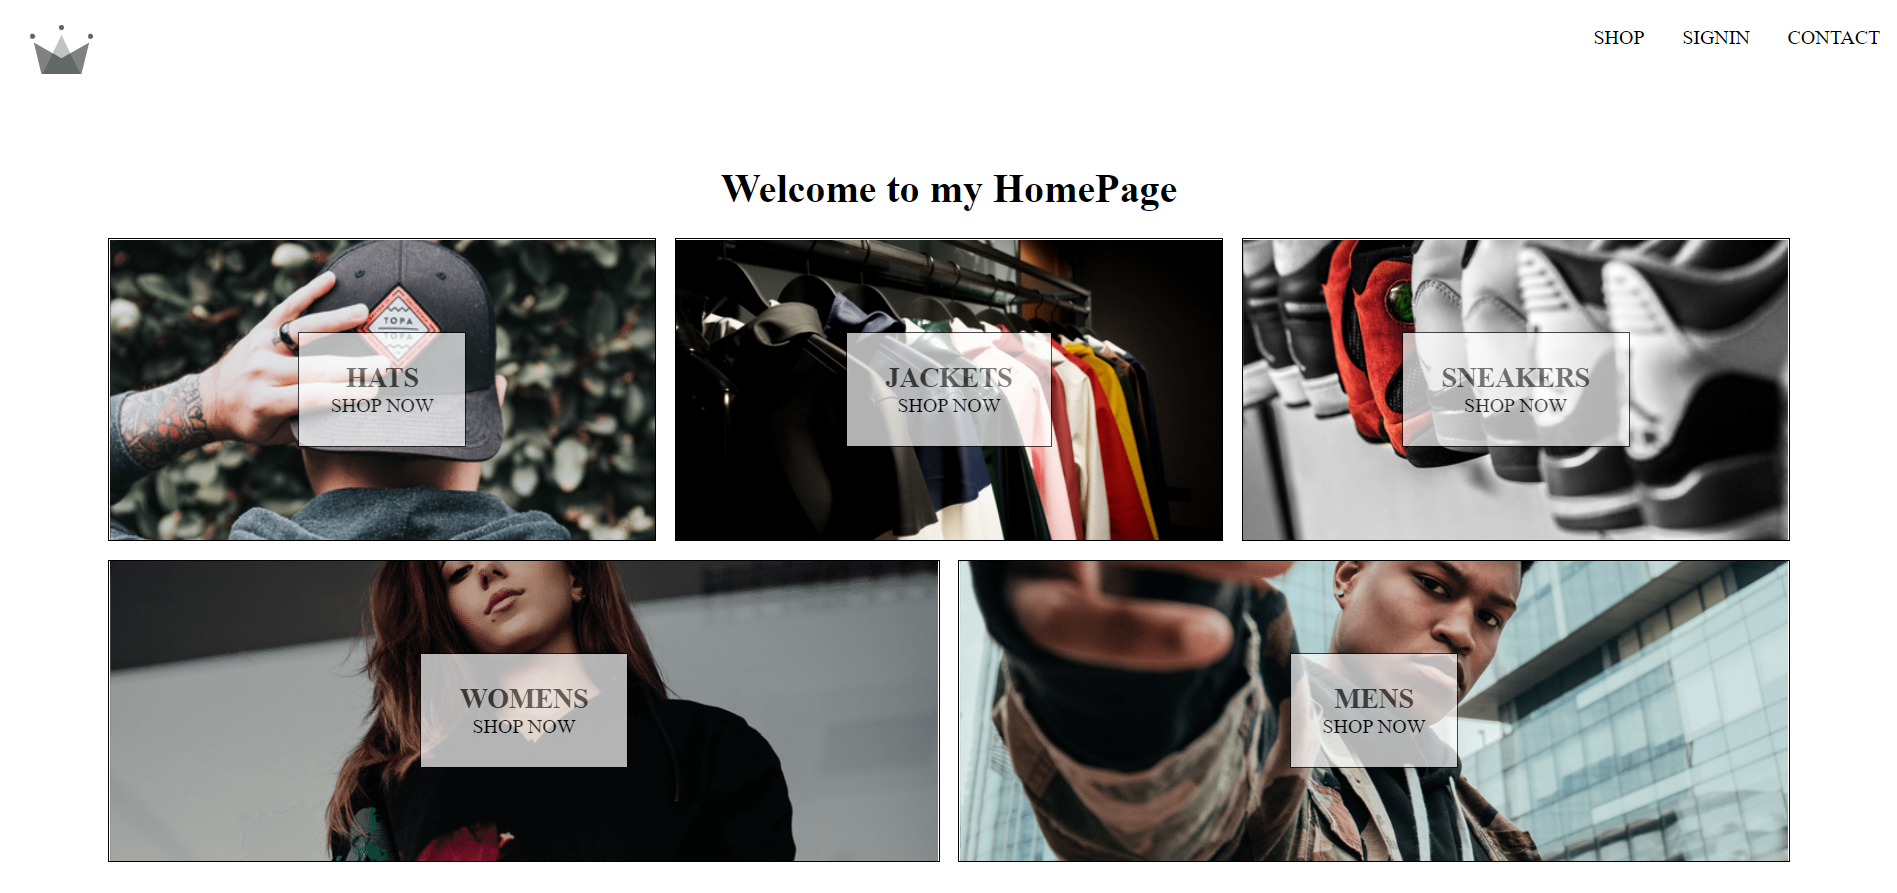 SHOP SIGNIN CONTACT
Welcome to my HomePage
TOPA
TOPA
HATS
SHOP NOW
JACKETS
SHOP NOW
SNEAKERS
SHOP NOW
WOMENS
SHOP NOW
MENS
SHOP NOW